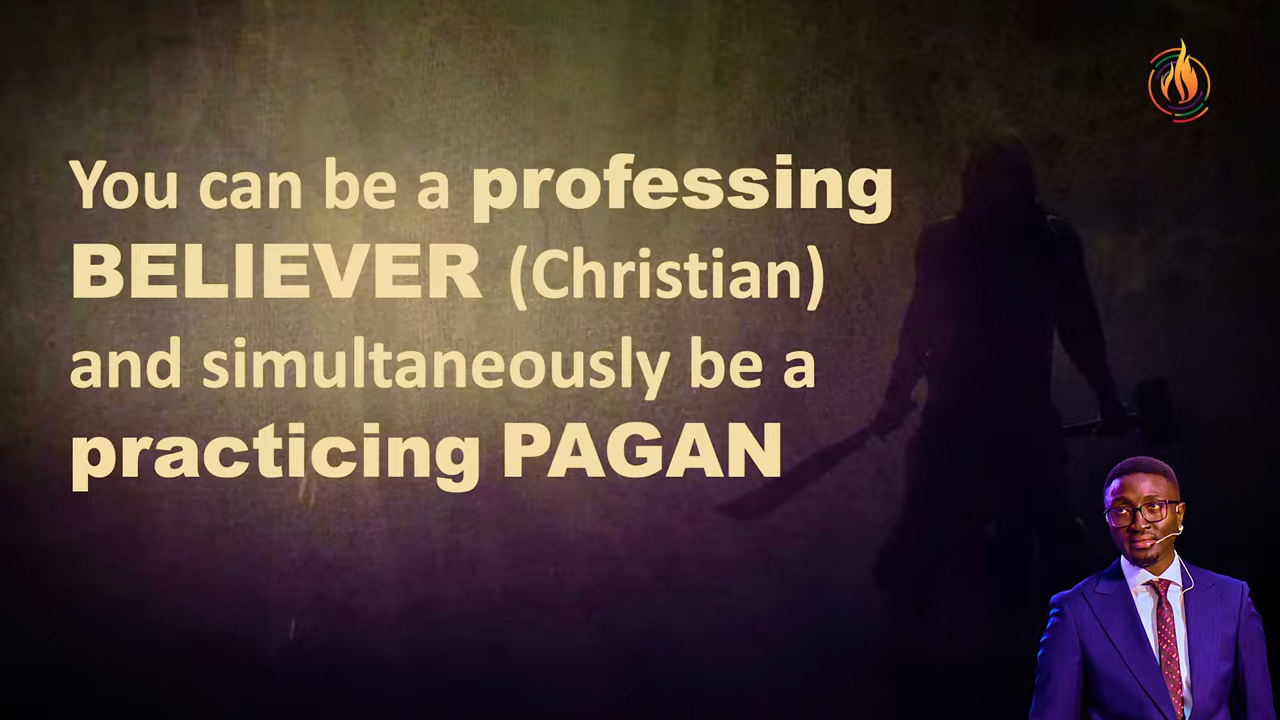 You can be a professing
BELIEVER (Christian)
and simultaneously be a
practicing PAGAN